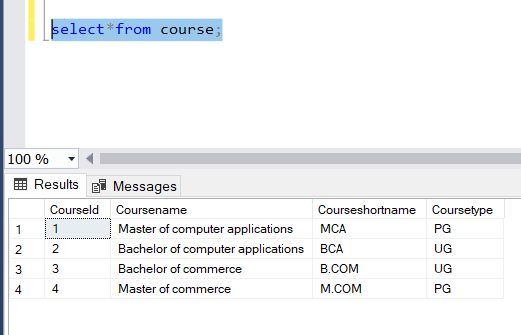 select*from course;
100 %
Results Messages
CourseId Coursename Courseshortname Coursetype
1 1 Master of computer applications MCA PG
2 2 Bachelor of computer applications BCA UG
3 3 Bachelor of commerce B.COM UG
4 4 Master of commerce M.COM PG